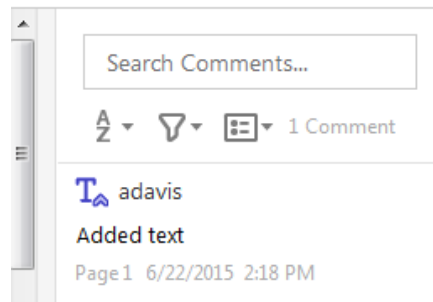 Search Comments...
A Z 1 Comment
T adavis
Added text
Page 1 6/22/2015 2:18 PM